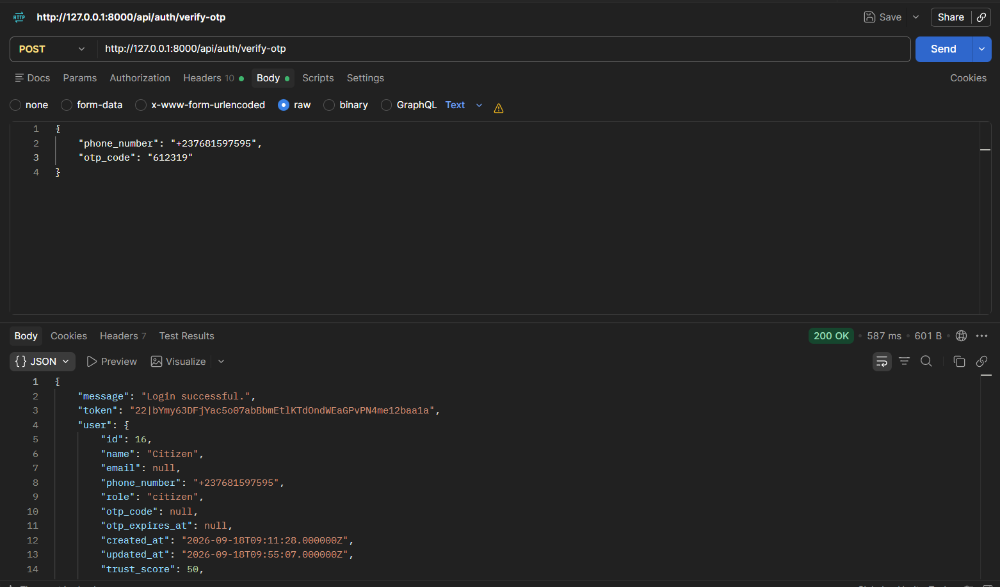 HTTP http://127.0.0.1:8000/api/auth/verify-otp Save Share
POST http://127.0.0.1:8000/api/auth/verify-otp Send
Docs Params Authorization Headers 10 Body Scripts Settings Cookies
none form-data x-www-form-urlencoded raw binary GraphQL Text
1 {
2 "phone_number": "+237681597595",
3 "otp_code": "612319"
4 }
Body Cookies Headers 7 Test Results 200 OK • 587 ms • 601 B •
{} JSON Preview Visualize
1 {
2 "message": "Login successful.",
3 "token": "22|bYmy63DFjYac5o07abBbmEtlKTdOndWEaGPvPN4me12baa1a",
4 "user": {
5 "id": 16,
6 "name": "Citizen",
7 "email": null,
8 "phone_number": "+237681597595",
9 "role": "citizen",
10 "otp_code": null,
11 "otp_expires_at": null,
12 "created_at": "2026-09-18T09:11:28.000000Z",
13 "updated_at": "2026-09-18T09:55:07.000000Z",
14 "trust_score": 50,